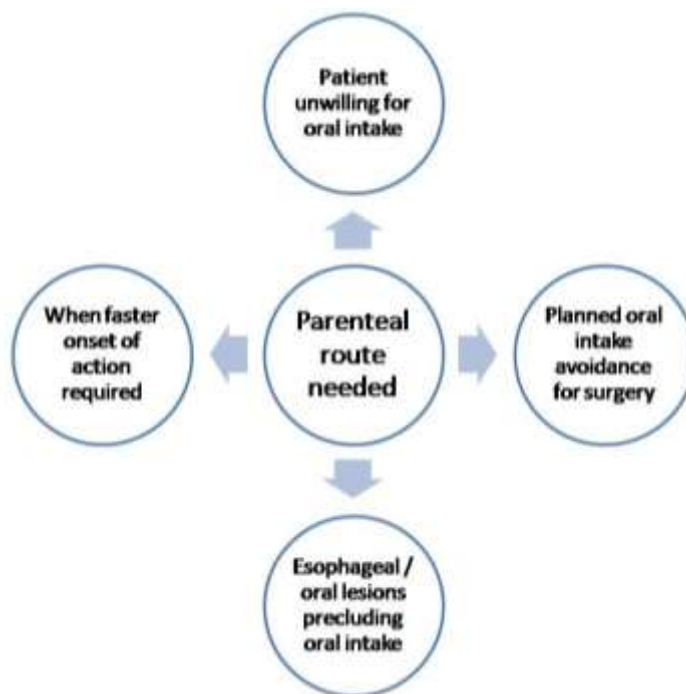 Patient
unwilling for
oral intake
When faster
onset of
action
required
Parenteal
route
needed
Planned oral
intake
avoidance
for surgery
Esophageal /
oral lesions
precluding
oral intake